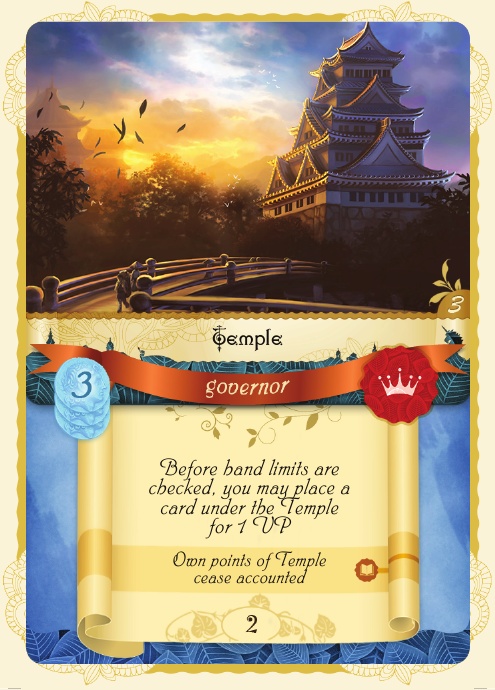 3
Temple
governor
3
Before hand limits are
checked, you may place a
card under the Temple
for 1 VP
Own points of Temple
cease accounted
2